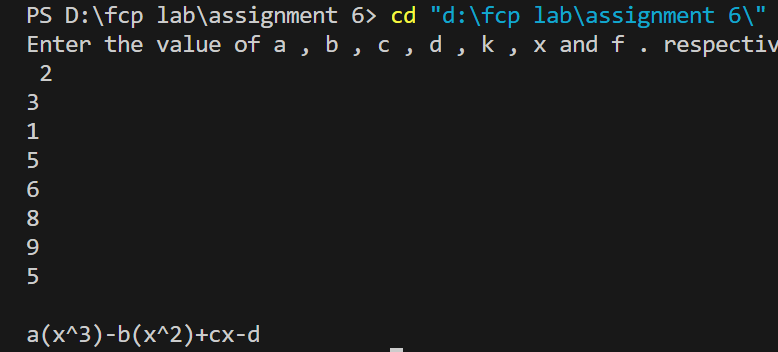 PS D:\fcp lab\assignment 6> cd "d:\fcp lab\assignment 6\"
Enter the value of a , b , c , d , k , x and f . respectiv
2
3
1
5
6
8
9
5
a(x^3)-b(x^2)+cx-d